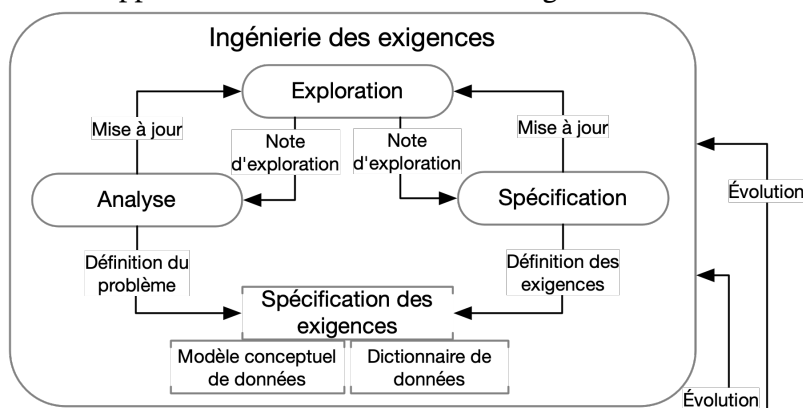 Ingénierie des exigences
Exploration
Mise à jour
Note
d'exploration
Note
d'exploration
Mise à jour
Évolution
Analyse
Spécification
Définition du
problème
Définition des
exigences
Spécification des
exigences
Modèle conceptuel
de données
Dictionnaire de
données
Évolution